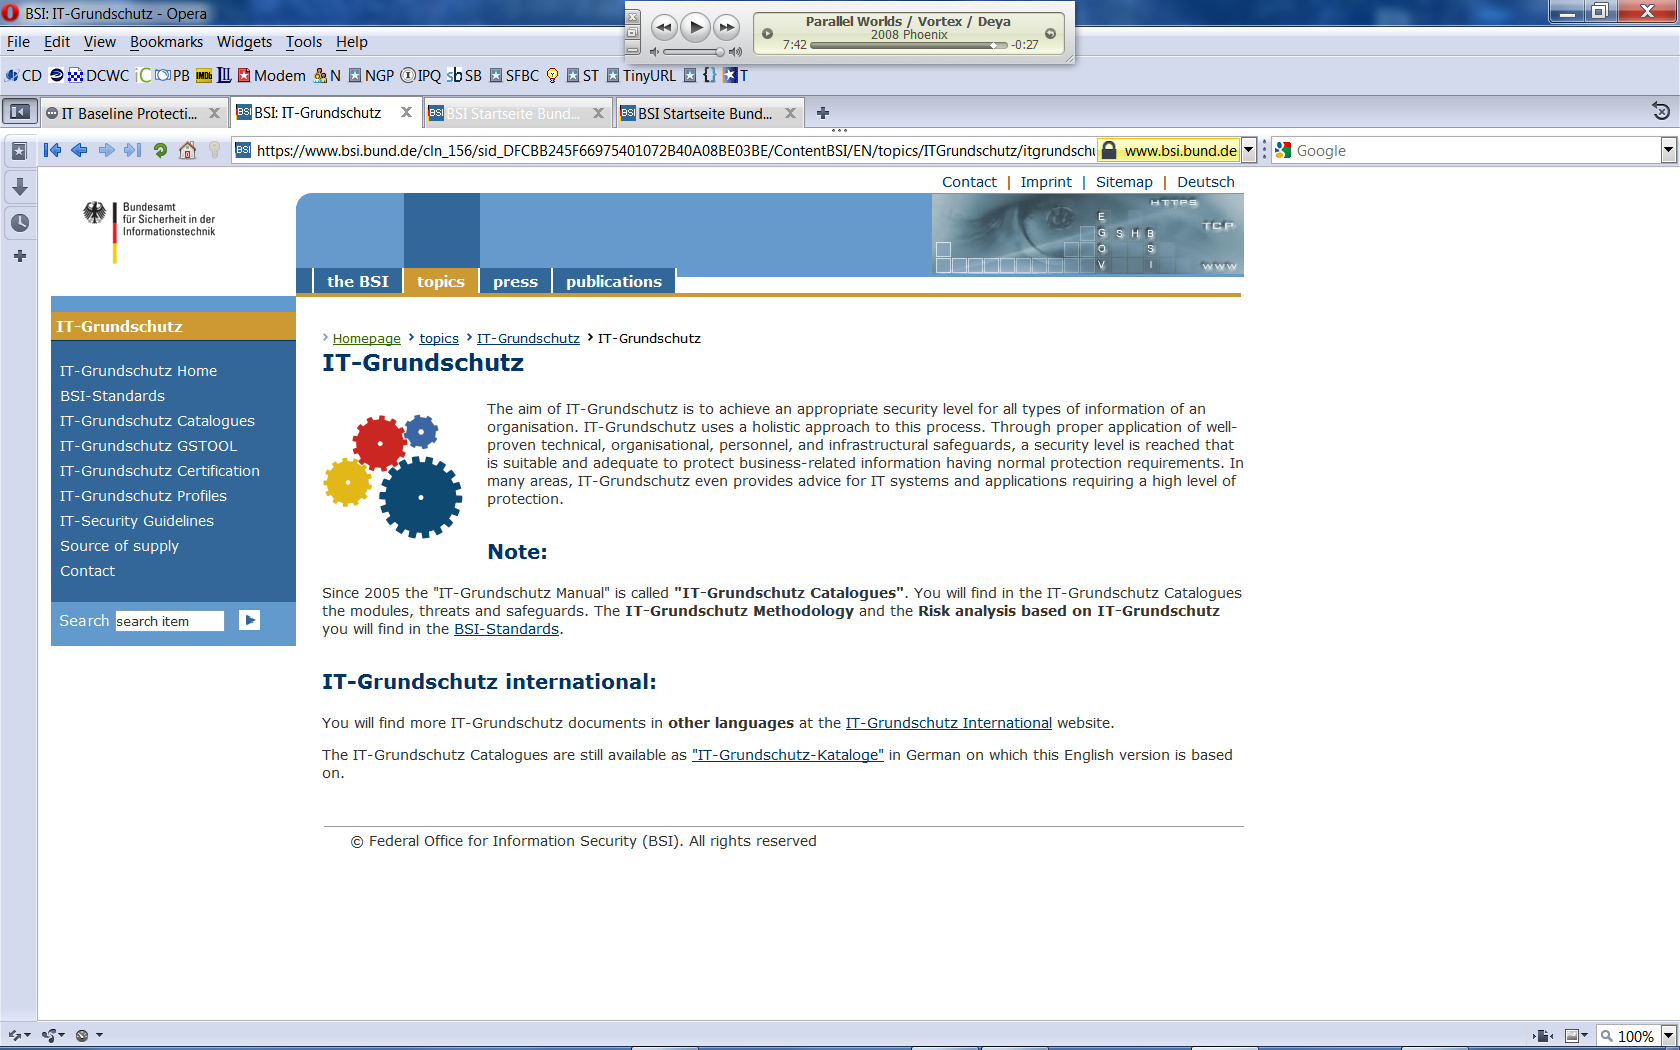 BSI: IT-Grundschutz - Opera
Parallel Worlds / Vortex / Deya
2008 Phoenix
7:42
-0:27
File Edit View Bookmarks Widgets Tools Help
CD DCWC PB IMDb Modem N NGP IPQ SB SFBC ST TinyURL {} T
IT Baseline Protecti... BSI: IT-Grundschutz BSI Startseite Bund... BSI Startseite Bund...
https://www.bsi.bund.de/cln_156/sid_DFCBB245F66975401072B40A08BE03BE/ContentBSI/EN/topics/ITGrundschutz/itgrundschu
www.bsi.bund.de
Google
Contact | Imprint | Sitemap | Deutsch
Bundesamt
für Sicherheit in der
Informationstechnik
HTTPS
TCP
EGOV
GSHB
BSI
WWW
the BSI topics press publications
IT-Grundschutz
IT-Grundschutz Home
BSI-Standards
IT-Grundschutz Catalogues
IT-Grundschutz GSTOOL
IT-Grundschutz Certification
IT-Grundschutz Profiles
IT-Security Guidelines
Source of supply
Contact
Search search item
Homepage topics IT-Grundschutz IT-Grundschutz
IT-Grundschutz
The aim of IT-Grundschutz is to achieve an appropriate security level for all types of information of an
organisation. IT-Grundschutz uses a holistic approach to this process. Through proper application of well-
proven technical, organisational, personnel, and infrastructural safeguards, a security level is reached that
is suitable and adequate to protect business-related information having normal protection requirements. In
many areas, IT-Grundschutz even provides advice for IT systems and applications requiring a high level of
protection.
Note:
Since 2005 the "IT-Grundschutz Manual" is called "IT-Grundschutz Catalogues". You will find in the IT-Grundschutz Catalogues
the modules, threats and safeguards. The IT-Grundschutz Methodology and the Risk analysis based on IT-Grundschutz
you will find in the BSI-Standards.
IT-Grundschutz international:
You will find more IT-Grundschutz documents in other languages at the IT-Grundschutz International website.
The IT-Grundschutz Catalogues are still available as "IT-Grundschutz-Kataloge" in German on which this English version is based
on.
© Federal Office for Information Security (BSI). All rights reserved
100%